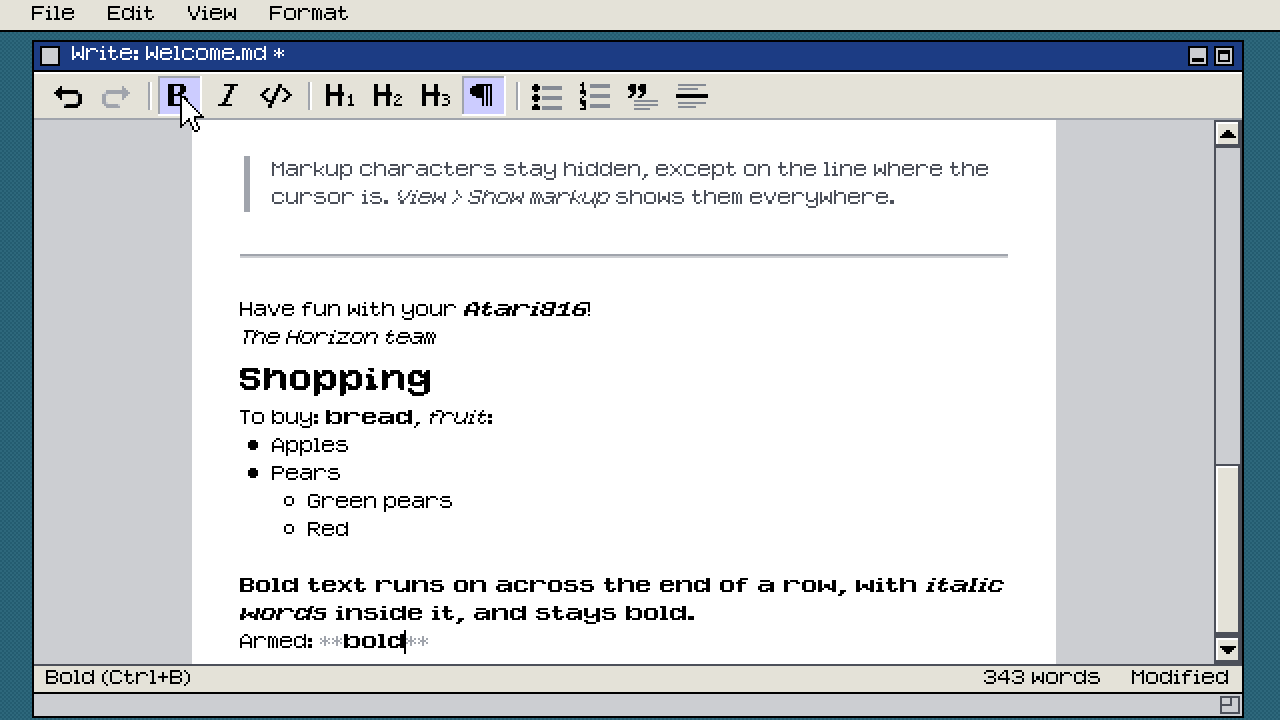 File Edit View Format
Write: Welcome.md *
B I </> H1 H2 H3 ¶
Markup characters stay hidden, except on the line where the
cursor is. View > Show markup shows them everywhere.
Have fun with your Atari816!
The Horizon team
Shopping
To buy: bread, fruit:
• Apples
• Pears
○ Green pears
○ Red
Bold text runs on across the end of a row, with italic
words inside it, and stays bold.
Armed: **bold**
Bold (Ctrl+B) 343 words Modified